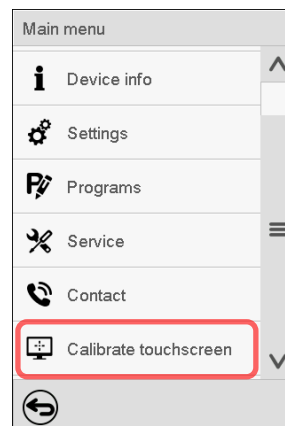 Main menu
Device info
Settings
Programs
Service
Contact
Calibrate touchscreen